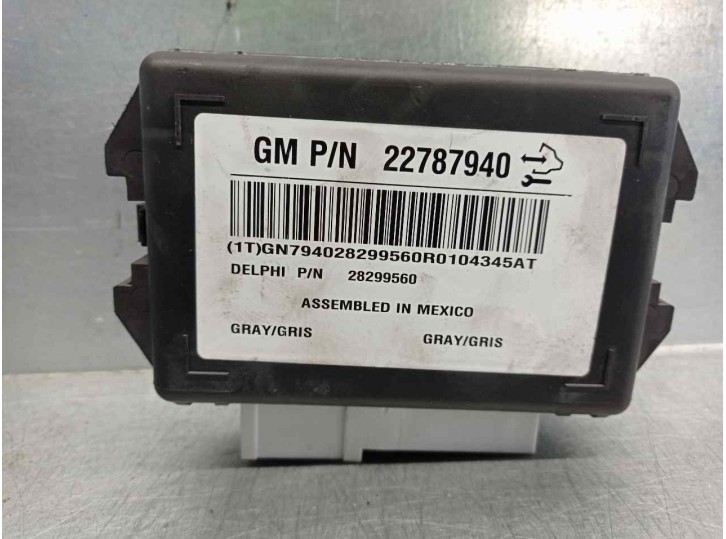 GM P/N 22787940
(1T)GN794028299560R0104345AT
DELPHI P/N 28299560
ASSEMBLED IN MEXICO
GRAY/GRIS GRAY/GRIS